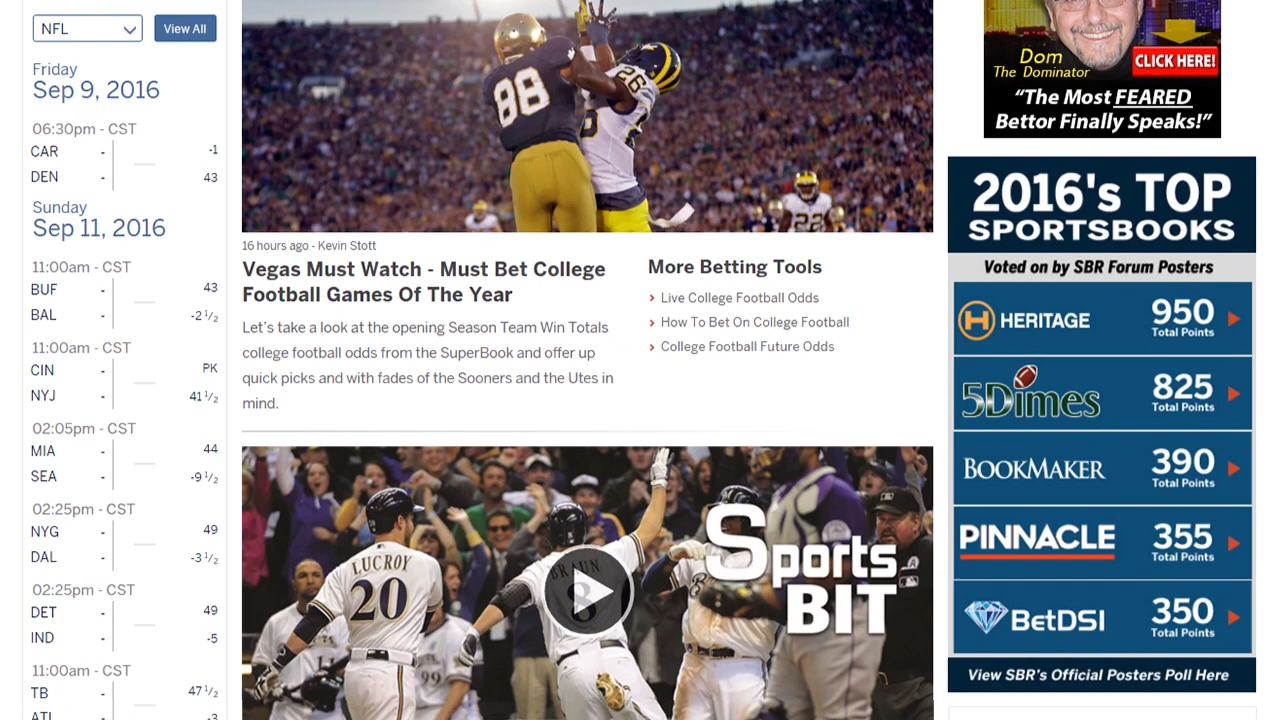 NFL
View All
Friday
Sep 9, 2016
06:30pm - CST
CAR - -1
DEN - 43
Sunday
Sep 11, 2016
11:00am - CST
BUF - 43
BAL - -2 1/2
11:00am - CST
CIN - PK
NYJ - 41 1/2
02:05pm - CST
MIA - 44
SEA - -9 1/2
02:25pm - CST
NYG - 49
DAL - -3 1/2
02:25pm - CST
DET - 49
IND - -5
11:00am - CST
TB - 47 1/2
ATL - -3
88
26
22
16 hours ago - Kevin Stott
Vegas Must Watch - Must Bet College
Football Games Of The Year
Let's take a look at the opening Season Team Win Totals
college football odds from the SuperBook and offer up
quick picks and with fades of the Sooners and the Utes in
mind.
More Betting Tools
Live College Football Odds
How To Bet On College Football
College Football Future Odds
LUCROY
20
BRAUN
8
99
Sports
BIT
Dom
The Dominator
CLICK HERE!
"The Most FEARED
Bettor Finally Speaks!"
2016's TOP
SPORTSBOOKS
Voted on by SBR Forum Posters
H HERITAGE
950
Total Points
5Dimes
825
Total Points
BOOKMAKER
390
Total Points
PINNACLE
355
Total Points
BetDSI
350
Total Points
View SBR's Official Posters Poll Here